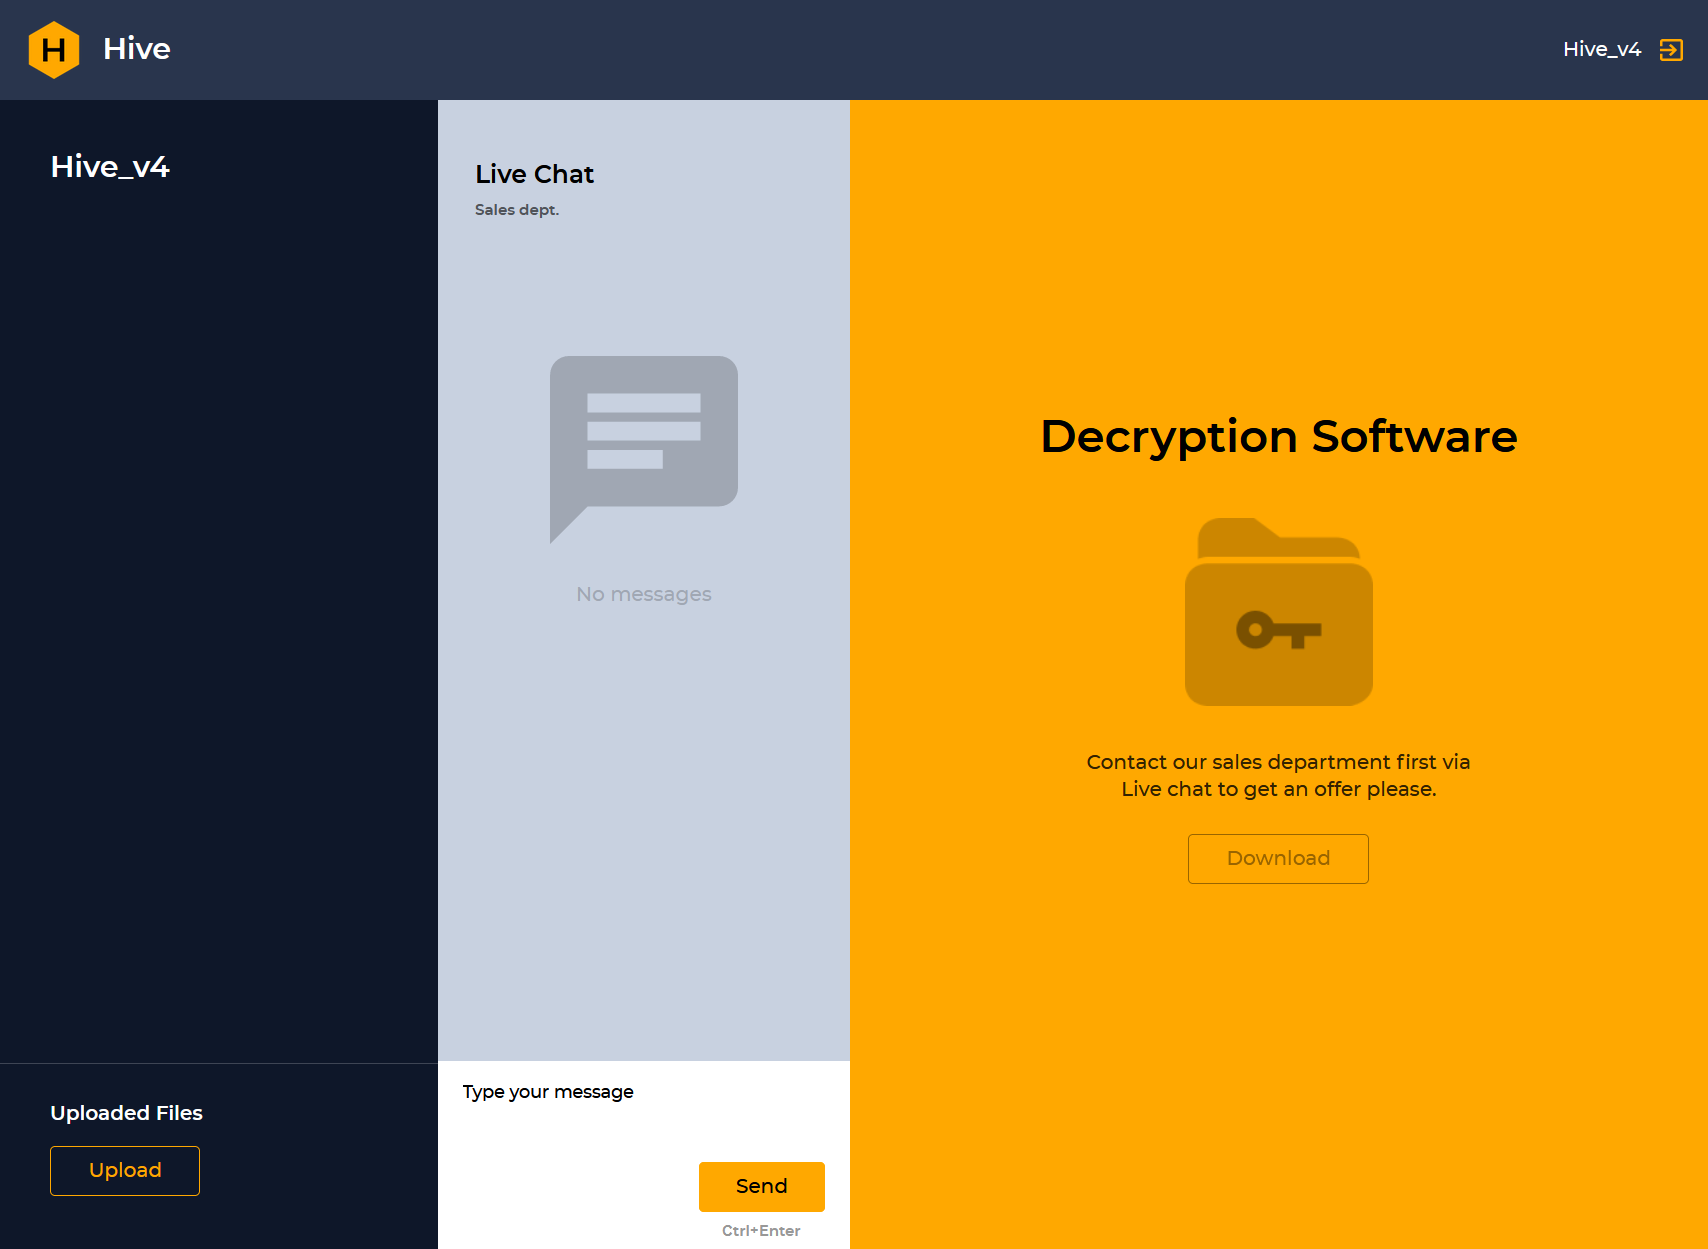 H
Hive
Hive_v4
Hive_v4
Live Chat
Sales dept.
No messages
Decryption Software
Contact our sales department first via
Live chat to get an offer please.
Download
Uploaded Files
Upload
Type your message
Send
Ctrl+Enter